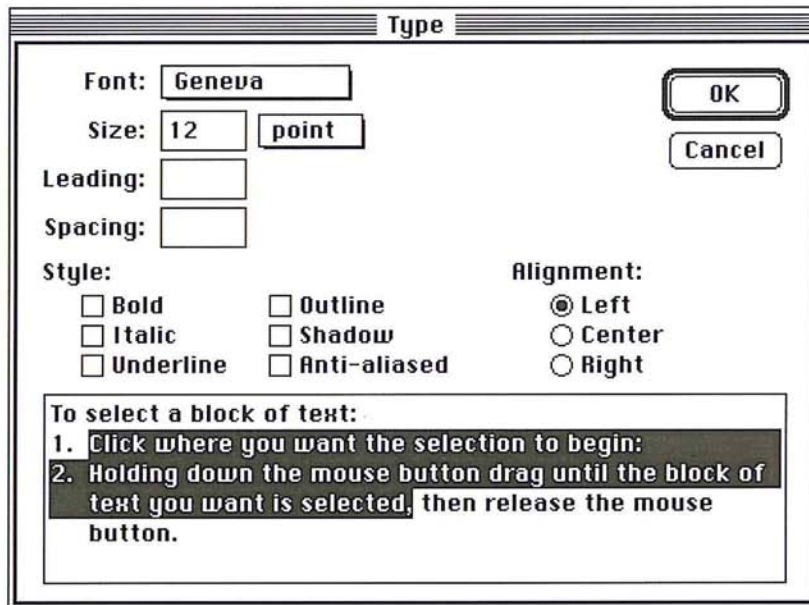 Type
Font: Geneva
Size: 12 point
Leading:
Spacing:
OK
Cancel
Style:
Bold
Italic
Underline
Outline
Shadow
Anti-aliased
Alignment:
Left
Center
Right
To select a block of text:
1. Click where you want the selection to begin:
2. Holding down the mouse button drag until the block of
text you want is selected, then release the mouse
button.